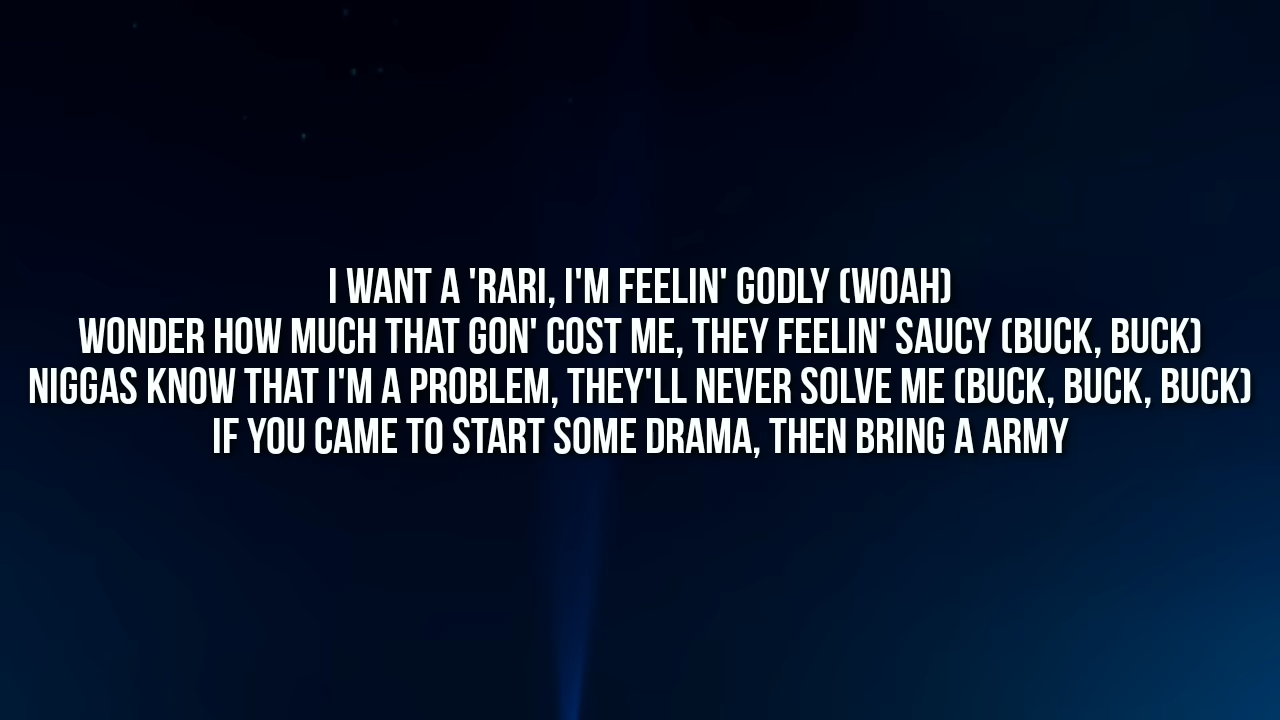 I WANT A 'RARI, I'M FEELIN' GODLY (WOAH)
WONDER HOW MUCH THAT GON' COST ME, THEY FEELIN' SAUCY (BUCK, BUCK)
NIGGAS KNOW THAT I'M A PROBLEM, THEY'LL NEVER SOLVE ME (BUCK, BUCK, BUCK)
IF YOU CAME TO START SOME DRAMA, THEN BRING A ARMY